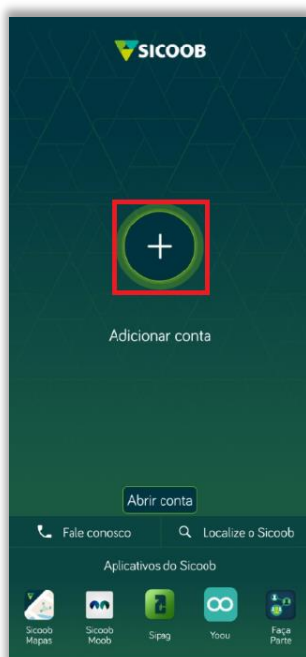 SICOOB
Adicionar conta
Abrir conta
Fale conosco
Localize o Sicoob
Aplicativos do Sicoob
Sicoob
Mapas
Sicoob
Moob
Sipag
Yoou
Faça
Parte